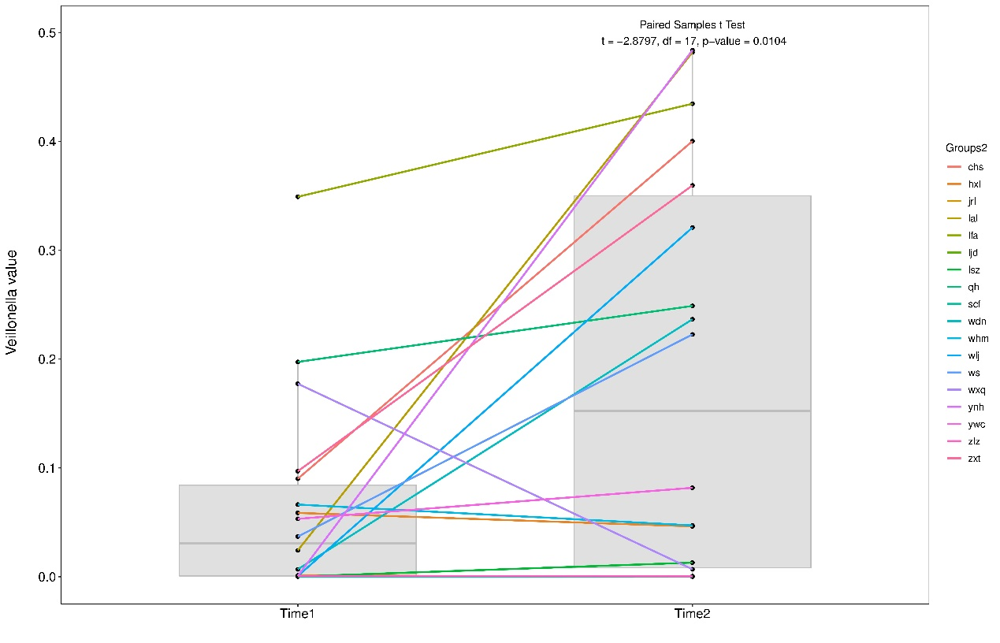 Paired Samples t Test
t = −2.8797, df = 17, p−value = 0.0104
0.5
0.4
0.3
0.2
0.1
0.0
Veillonella value
Time1
Time2
Groups2
chs
hxl
jrl
lal
lfa
ljd
lsz
qh
scf
wdn
whm
wlj
ws
wxq
ynh
ywc
zlz
zxt